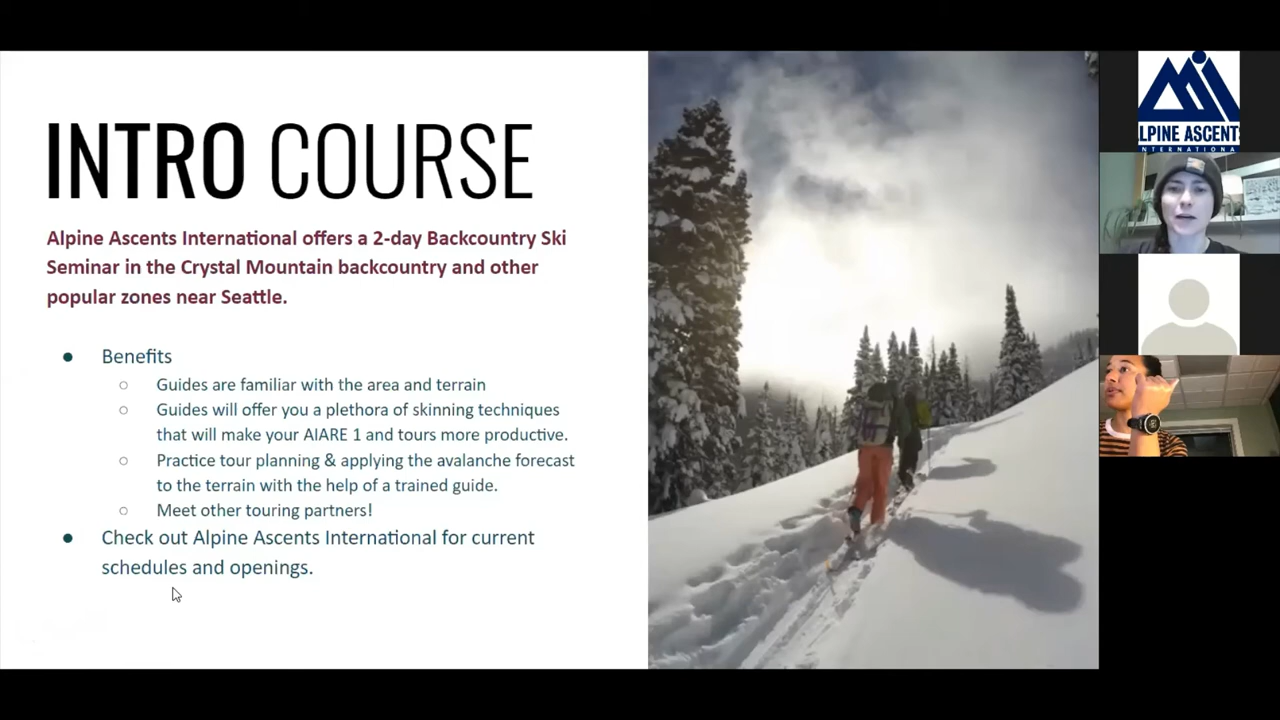 INTRO COURSE
Alpine Ascents International offers a 2-day Backcountry Ski
Seminar in the Crystal Mountain backcountry and other
popular zones near Seattle.
● Benefits
○ Guides are familiar with the area and terrain
○ Guides will offer you a plethora of skinning techniques
that will make your AIARE 1 and tours more productive.
○ Practice tour planning & applying the avalanche forecast
to the terrain with the help of a trained guide.
○ Meet other touring partners!
● Check out Alpine Ascents International for current
schedules and openings.
LPINE ASCENT
NTERNATIONA